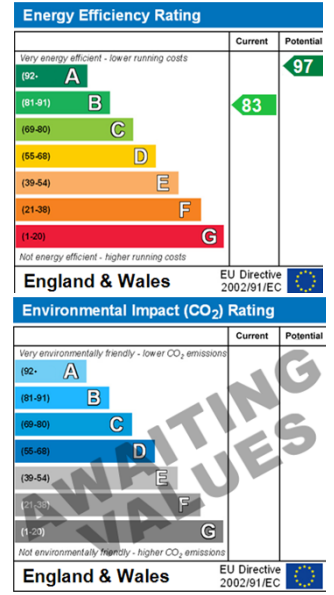 Energy Efficiency Rating
Current Potential
Very energy efficient - lower running costs
97
(92- A
(81-91) B 83
(69-80) C
(55-68) D
(39-54) E
(21-38) F
(1-20) G
Not energy efficient - higher running costs
England & Wales
EU Directive
2002/91/EC
Environmental Impact (CO2) Rating
Current Potential
Very environmentally friendly - lower CO2 emissions
(92- A
(81-91) B
(69-80) C
(55-68) D
(39-54) E
(21-38) F
(1-20) G
AWAITING
VALUES
Not environmentally friendly - higher CO2 emissions
England & Wales
EU Directive
2002/91/EC